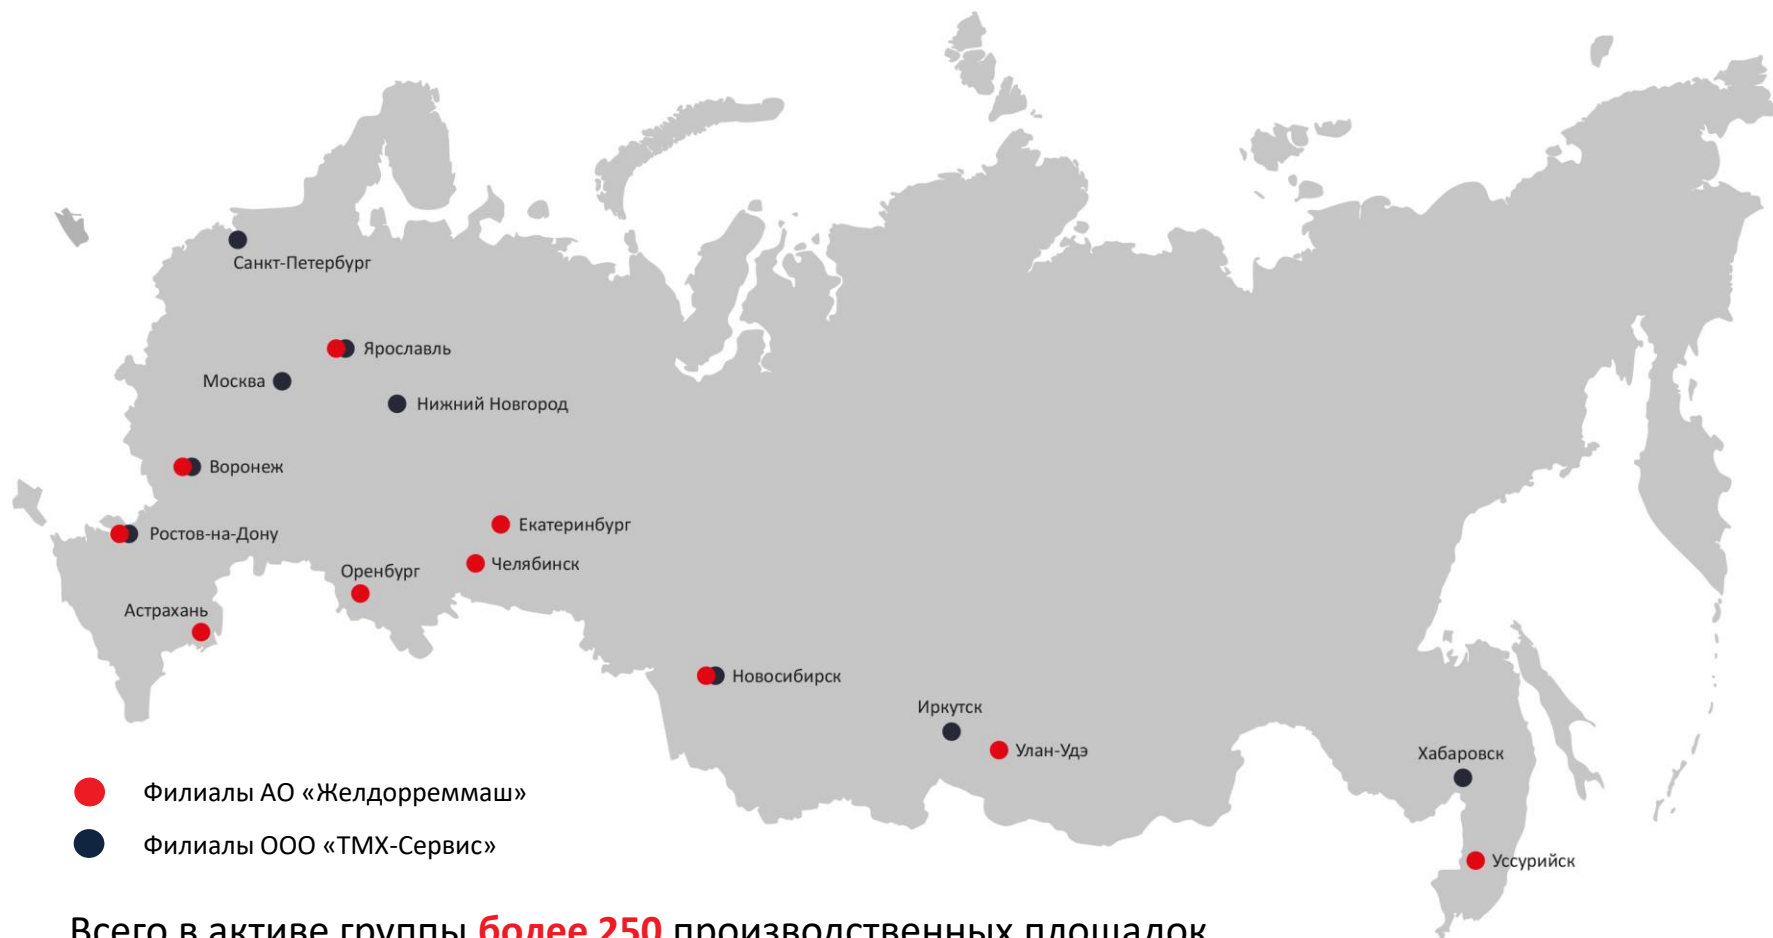 Санкт-Петербург
Ярославль
Москва
Нижний Новгород
Воронеж
Екатеринбург
Ростов-на-Дону
Челябинск
Оренбург
Астрахань
Новосибирск
Иркутск
Улан-Удэ
Хабаровск
Филиалы АО «Желдорреммаш»
Филиалы ООО «ТМХ-Сервис»
Уссурийск
Всего в активе группы более 250 производственных площадок